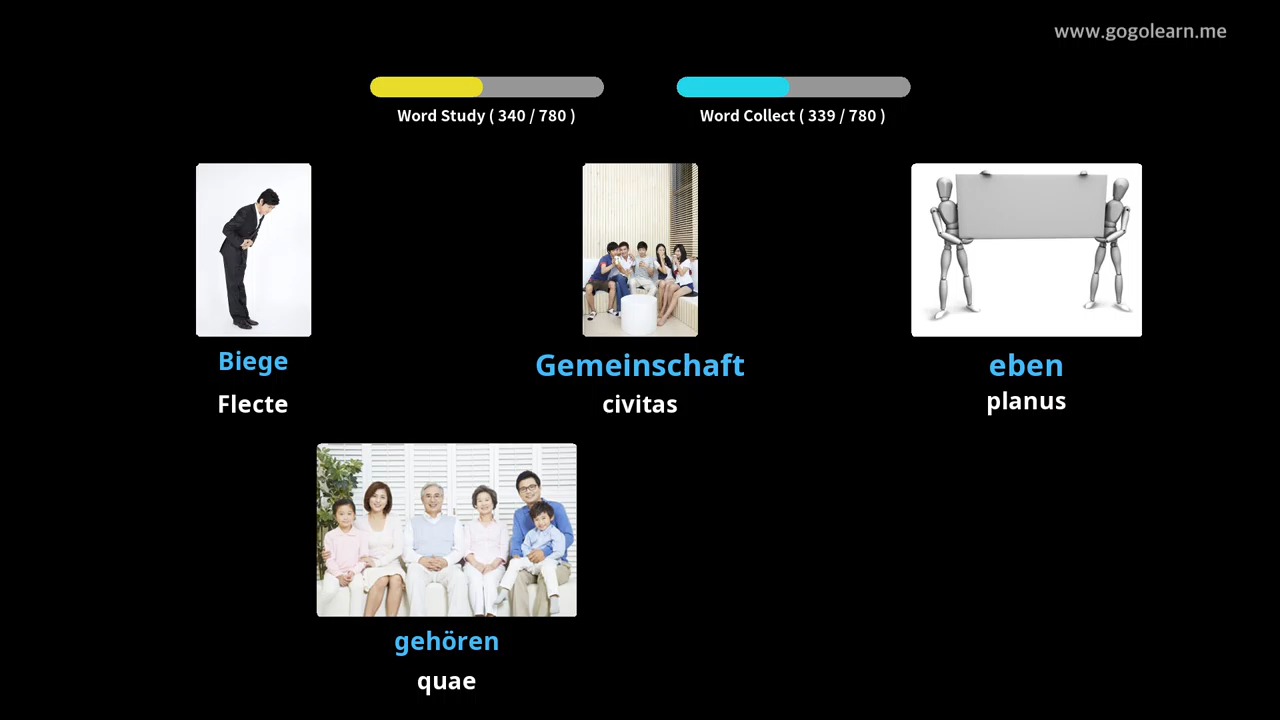 www.gogolearn.me
Word Study ( 340 / 780 )
Word Collect ( 339 / 780 )
Biege
Flecte
Gemeinschaft
civitas
eben
planus
gehören
quae